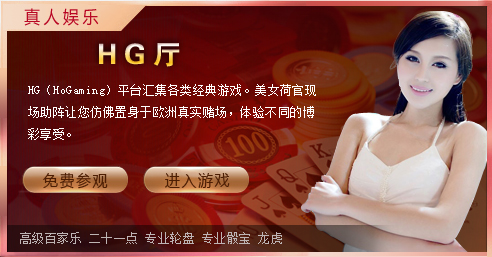 真人娱乐
HG厅
HG（HoGaming）平台汇集各类经典游戏。美女荷官现
场助阵让您仿佛置身于欧洲真实赌场，体验不同的博
彩享受。
100
免费参观
进入游戏
高级百家乐 二十一点 专业轮盘 专业骰宝 龙虎